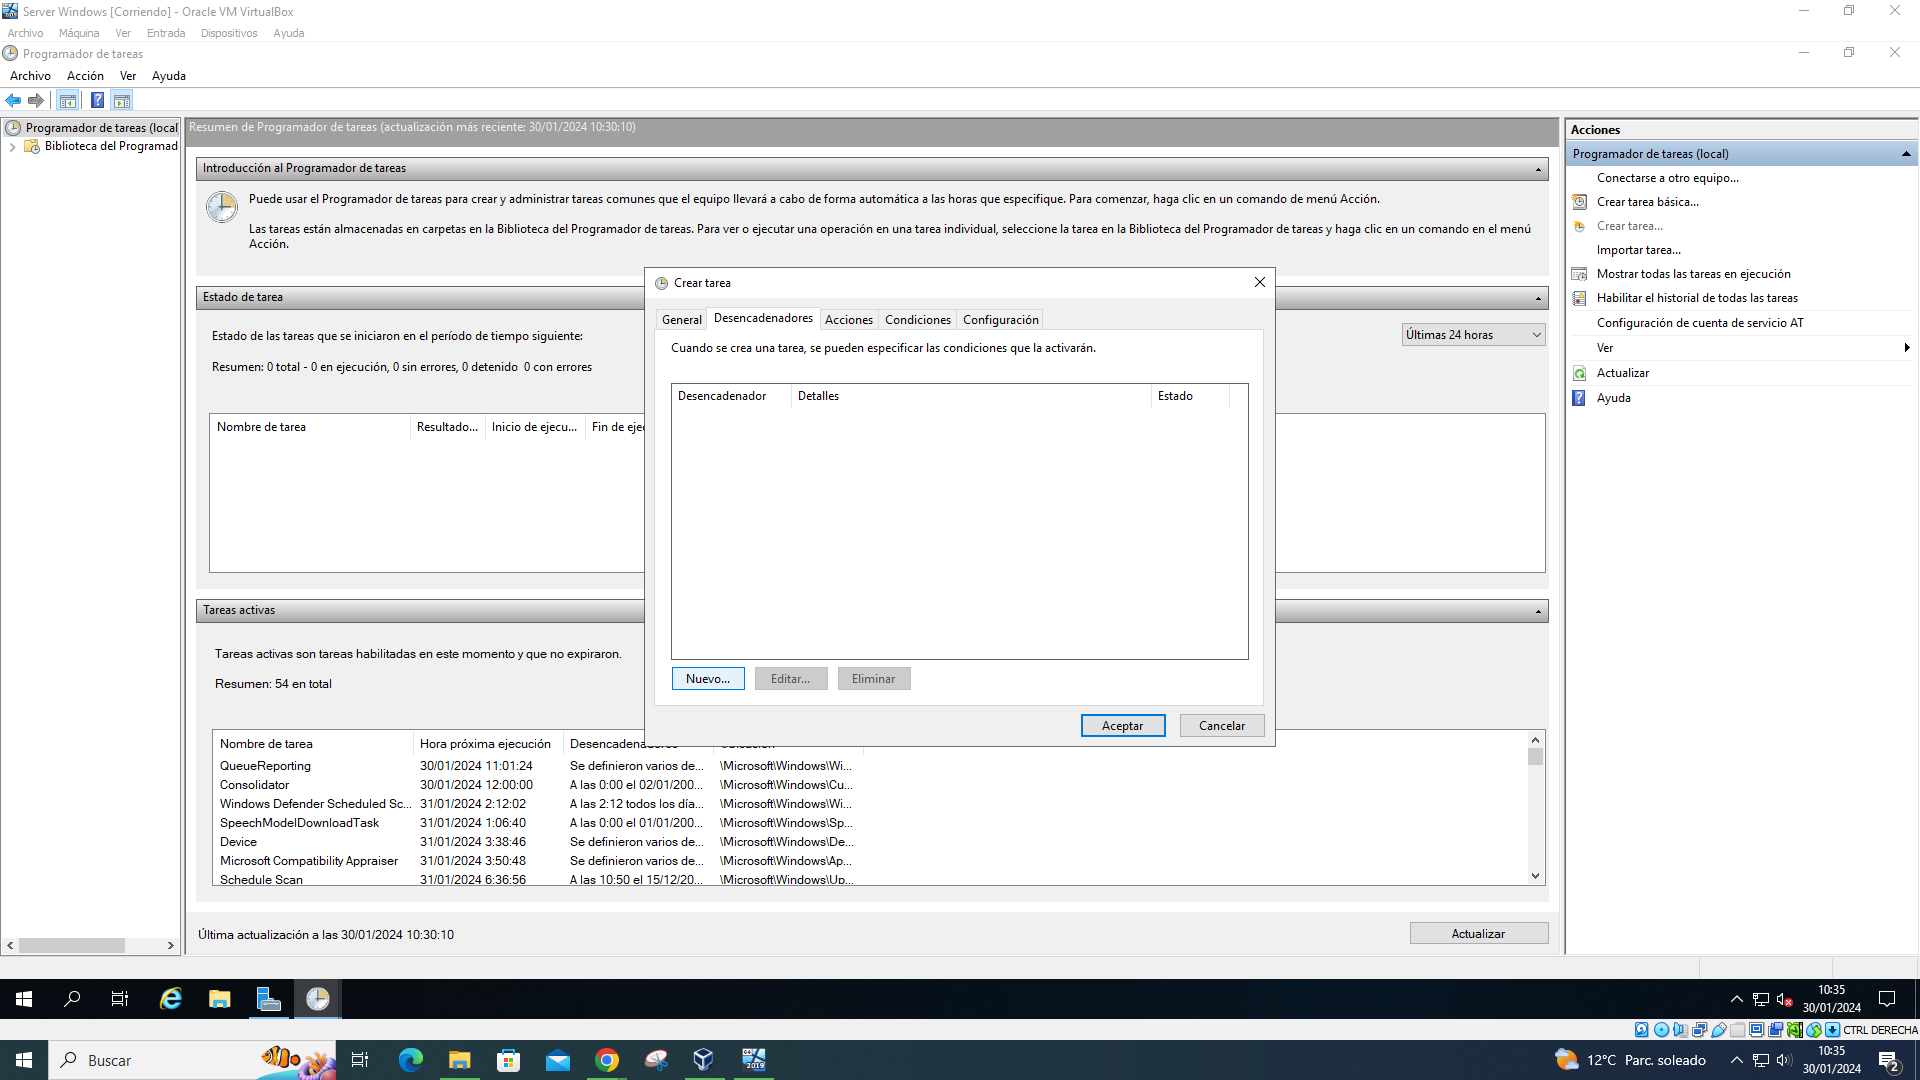 Server Windows [Corriendo] - Oracle VM VirtualBox
Archivo Máquina Ver Entrada Dispositivos Ayuda
Programador de tareas
Archivo Acción Ver Ayuda
Programador de tareas (local
Biblioteca del Programad
Resumen de Programador de tareas (actualización más reciente: 30/01/2024 10:30:10)
Introducción al Programador de tareas
Puede usar el Programador de tareas para crear y administrar tareas comunes que el equipo llevará a cabo de forma automática a las horas que especifique. Para comenzar, haga clic en un comando de menú Acción.
Las tareas están almacenadas en carpetas en la Biblioteca del Programador de tareas. Para ver o ejecutar una operación en una tarea individual, seleccione la tarea en la Biblioteca del Programador de tareas y haga clic en un comando en el menú
Acción.
Estado de tarea
Estado de las tareas que se iniciaron en el período de tiempo siguiente:
Últimas 24 horas
Resumen: 0 total - 0 en ejecución, 0 sin errores, 0 detenido 0 con errores
Nombre de tarea Resultado... Inicio de ejecu... Fin de ejec
Tareas activas
Tareas activas son tareas habilitadas en este momento y que no expiraron.
Resumen: 54 en total
Nombre de tarea Hora próxima ejecución Desencadenadores
QueueReporting 30/01/2024 11:01:24 Se definieron varios de... \Microsoft\Windows\Wi...
Consolidator 30/01/2024 12:00:00 A las 0:00 el 02/01/200... \Microsoft\Windows\Cu...
Windows Defender Scheduled Sc... 31/01/2024 2:12:02 A las 2:12 todos los día... \Microsoft\Windows\Wi...
SpeechModelDownloadTask 31/01/2024 1:06:40 A las 0:00 el 01/01/200... \Microsoft\Windows\Sp...
Device 31/01/2024 3:38:46 Se definieron varios de... \Microsoft\Windows\De...
Microsoft Compatibility Appraiser 31/01/2024 3:50:48 Se definieron varios de... \Microsoft\Windows\Ap...
Schedule Scan 31/01/2024 6:36:56 A las 10:50 el 15/12/20... \Microsoft\Windows\Up...
Última actualización a las 30/01/2024 10:30:10
Actualizar
Crear tarea
General Desencadenadores Acciones Condiciones Configuración
Cuando se crea una tarea, se pueden especificar las condiciones que la activarán.
Desencadenador Detalles Estado
Nuevo... Editar... Eliminar
Aceptar Cancelar
Acciones
Programador de tareas (local)
Conectarse a otro equipo...
Crear tarea básica...
Crear tarea...
Importar tarea...
Mostrar todas las tareas en ejecución
Habilitar el historial de todas las tareas
Configuración de cuenta de servicio AT
Ver
Actualizar
Ayuda
10:35
30/01/2024
CTRL DERECHA
Buscar
64
2019
12°C Parc. soleado
10:35
30/01/2024
2